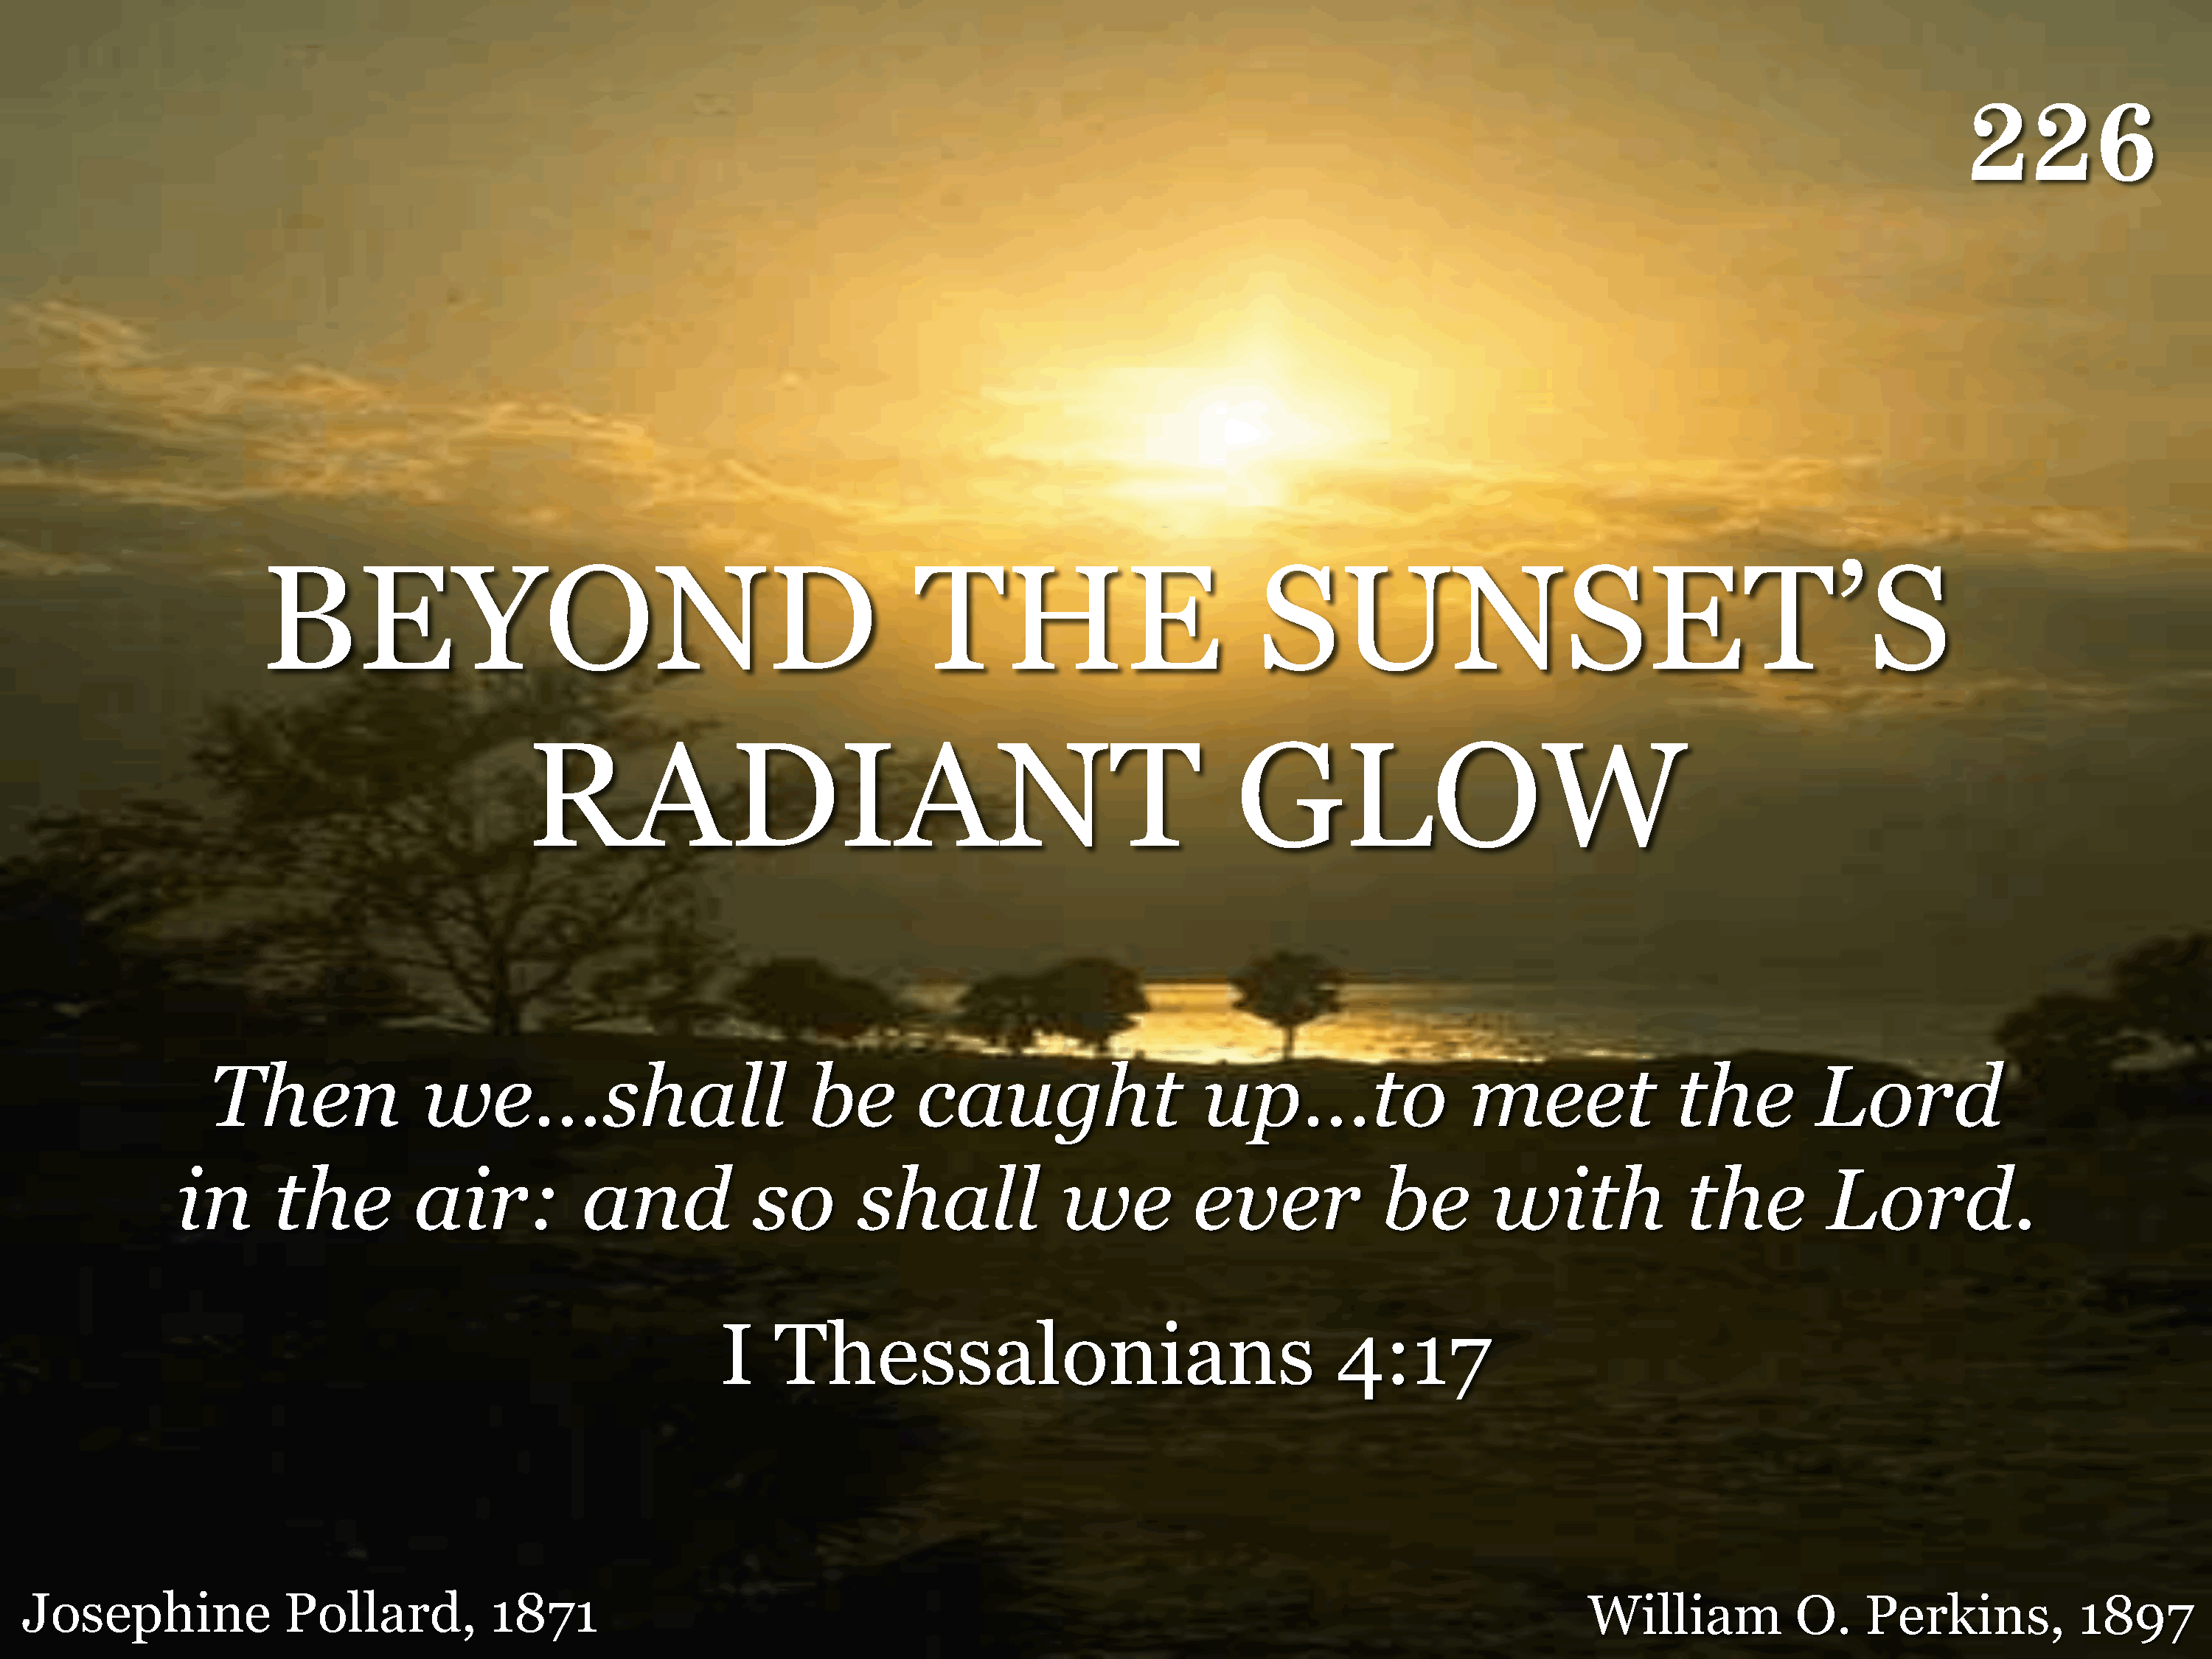 226
BEYOND THE SUNSET’S
RADIANT GLOW
Then we...shall be caught up...to meet the Lord
in the air: and so shall we ever be with the Lord.
I Thessalonians 4:17
Josephine Pollard, 1871
William O. Perkins, 1897